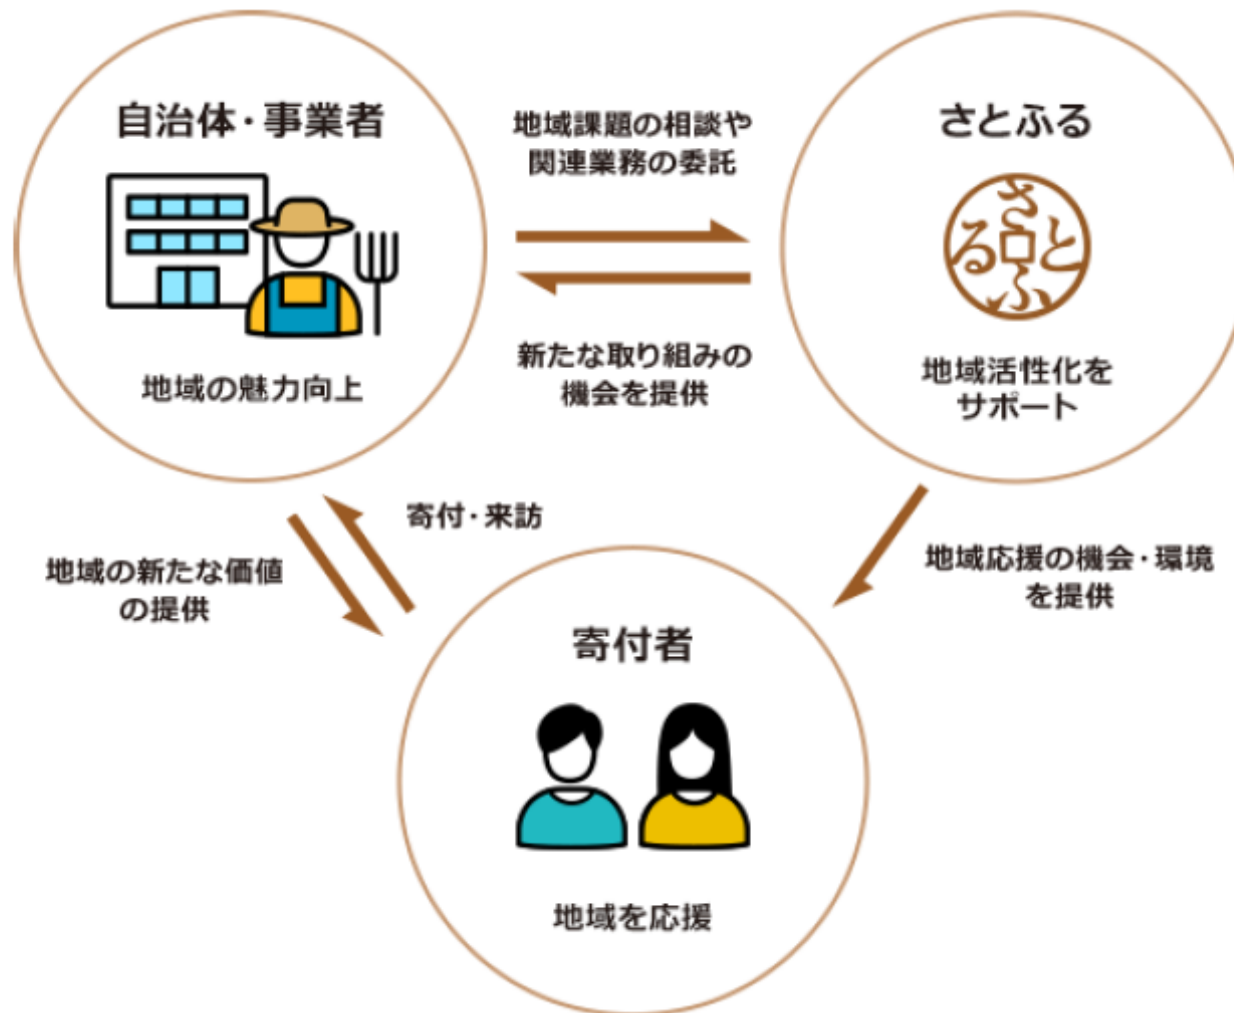 自治体・事業者
地域の魅力向上
地域課題の相談や
関連業務の委託
新たな取り組みの
機会を提供
さとふる
さとふる
地域活性化を
サポート
寄付・来訪
地域の新たな価値
の提供
地域応援の機会・環境
を提供
寄付者
地域を応援